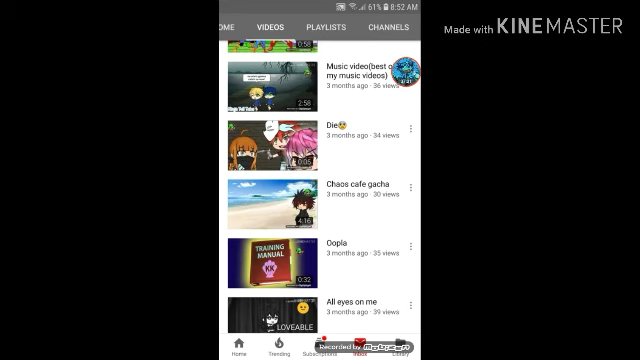 61% 8:52 AM
Made with KINEMASTER
OME VIDEOS PLAYLISTS CHANNELS
0:58
Music video(best o
my music videos)
3 months ago · 36 views
2:58
Die😨
3 months ago · 34 views
0:05
Chaos cafe gacha
3 months ago · 30 views
4:16
Oopla
3 months ago · 35 views
TRAINING
MANUAL
KK
0:32
All eyes on me
3 months ago · 39 views
LOVEABLE
Recorded by
Home Trending Subscriptions Inbox Library